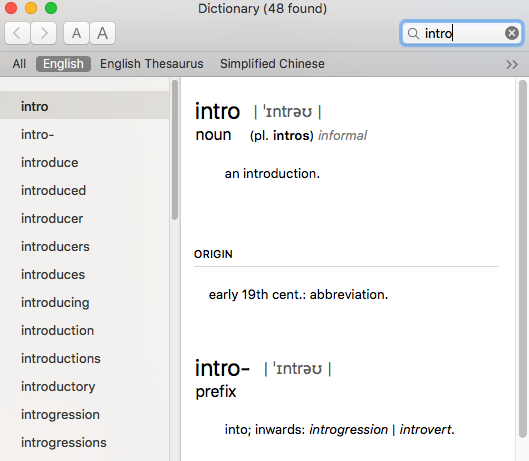 Dictionary (48 found)
A A intro
All English English Thesaurus Simplified Chinese >>
intro
intro-
introduce
introduced
introducer
introducers
introduces
introducing
introduction
introductions
introductory
introgression
introgressions
intro | ˈɪntrəʊ |
noun (pl. intros) informal
an introduction.
ORIGIN
early 19th cent.: abbreviation.
intro- | ˈɪntrəʊ |
prefix
into; inwards: introgression | introvert.